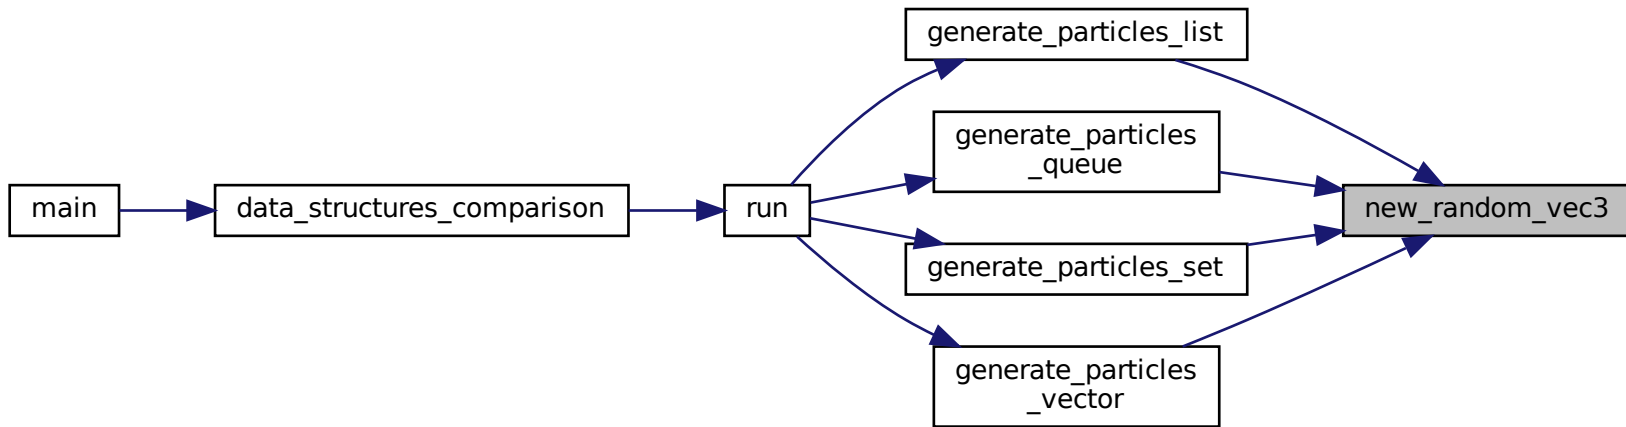 main
data_structures_comparison
run
generate_particles_list
generate_particles
_queue
generate_particles_set
generate_particles
_vector
new_random_vec3